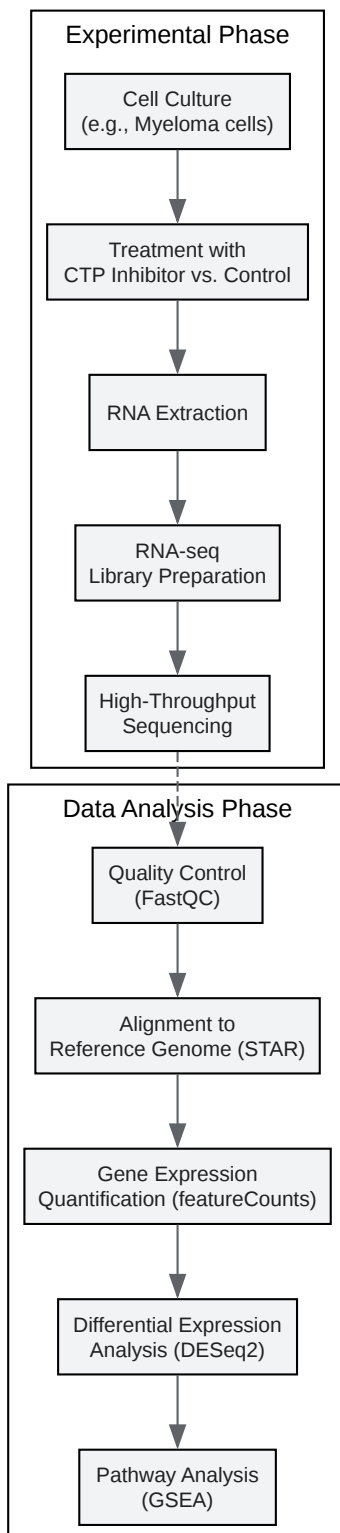 Experimental Phase
Cell Culture
(e.g., Myeloma cells)
Treatment with
CTP Inhibitor vs. Control
RNA Extraction
RNA-seq
Library Preparation
High-Throughput
Sequencing
Data Analysis Phase
Quality Control
(FastQC)
Alignment to
Reference Genome (STAR)
Gene Expression
Quantification (featureCounts)
Differential Expression
Analysis (DESeq2)
Pathway Analysis
(GSEA)